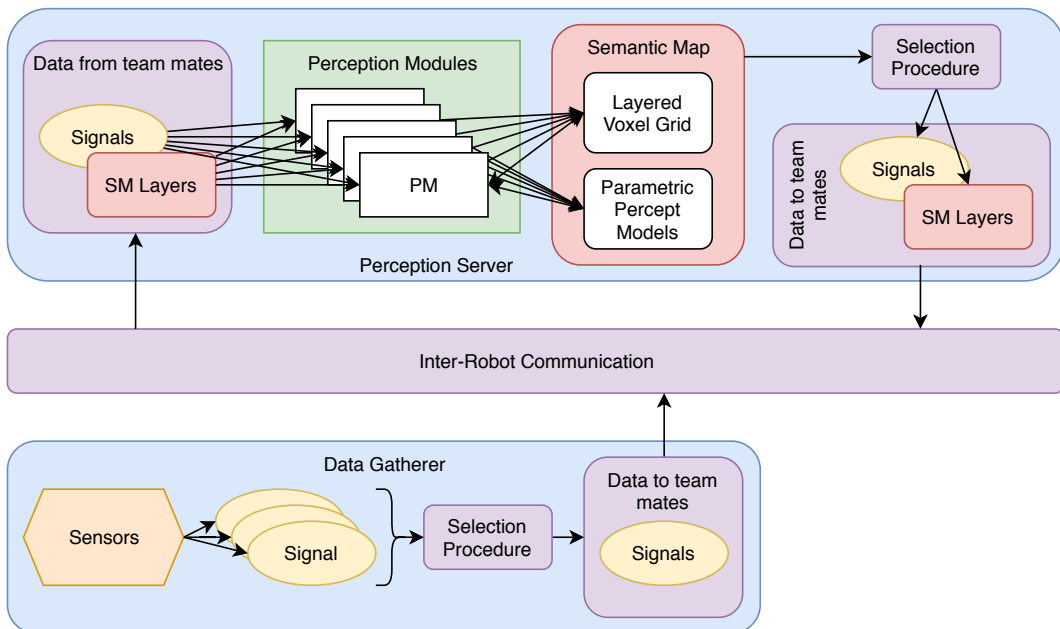 Data from team mates
Signals
SM Layers
Perception Modules
PM
Semantic Map
Layered
Voxel Grid
Parametric
Percept
Models
Selection
Procedure
Data to team
mates
Signals
SM Layers
Perception Server
Inter-Robot Communication
Data Gatherer
Sensors
Signal
Selection
Procedure
Data to team
mates
Signals